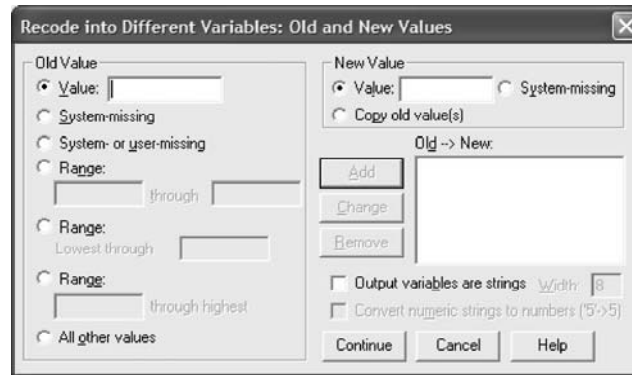 Recode into Different Variables: Old and New Values
Old Value
Value:
System-missing
System- or user-missing
Range:
through
Range:
Lowest through
Range:
through highest
All other values
New Value
Value:
System-missing
Copy old value(s)
Old --> New:
Add
Change
Remove
Output variables are strings Width: 8
Convert numeric strings to numbers ('5'->5)
Continue Cancel Help